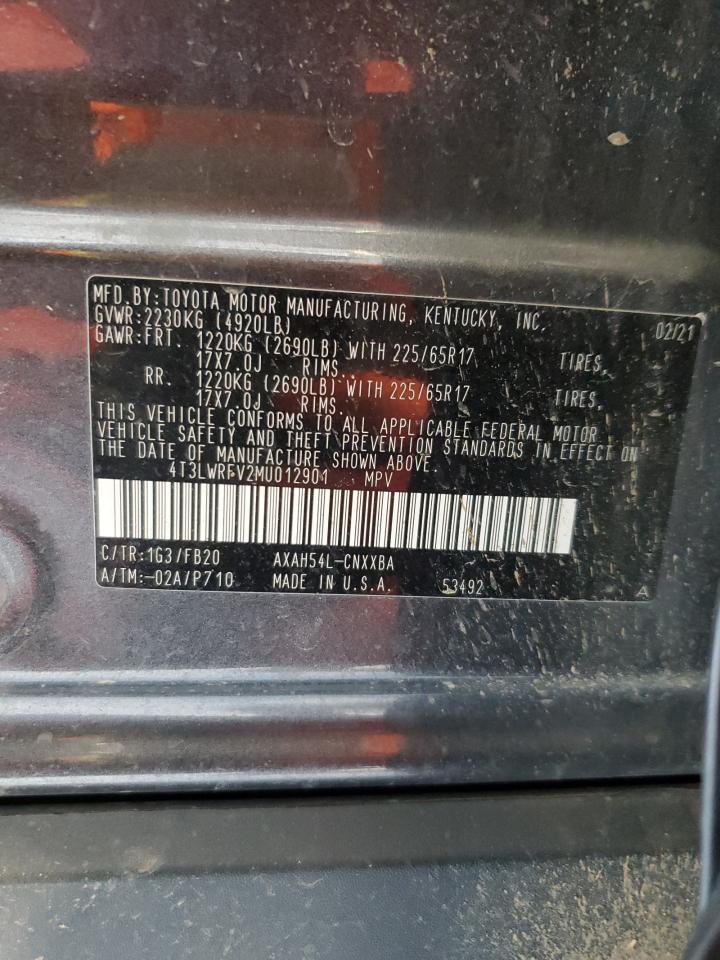 MFD.BY:TOYOTA MOTOR MANUFACTURING, KENTUCKY, INC. 02/21
GVWR:2230KG (4920LB)
GAWR:FRT. 1220KG (2690LB) WITH 225/65R17 TIRES,
17X7.0J RIMS.
RR. 1220KG (2690LB) WITH 225/65R17 TIRES,
17X7.0J RIMS.
THIS VEHICLE CONFORMS TO ALL APPLICABLE FEDERAL MOTOR
VEHICLE SAFETY AND THEFT PREVENTION STANDARDS IN EFFECT ON
THE DATE OF MANUFACTURE SHOWN ABOVE.
4T3LWRFV2MU012901 MPV
C/TR:1G3/FB20 AXAH54L-CNXXBA
A/TM:-02A/P710 MADE IN U.S.A. 53492 A